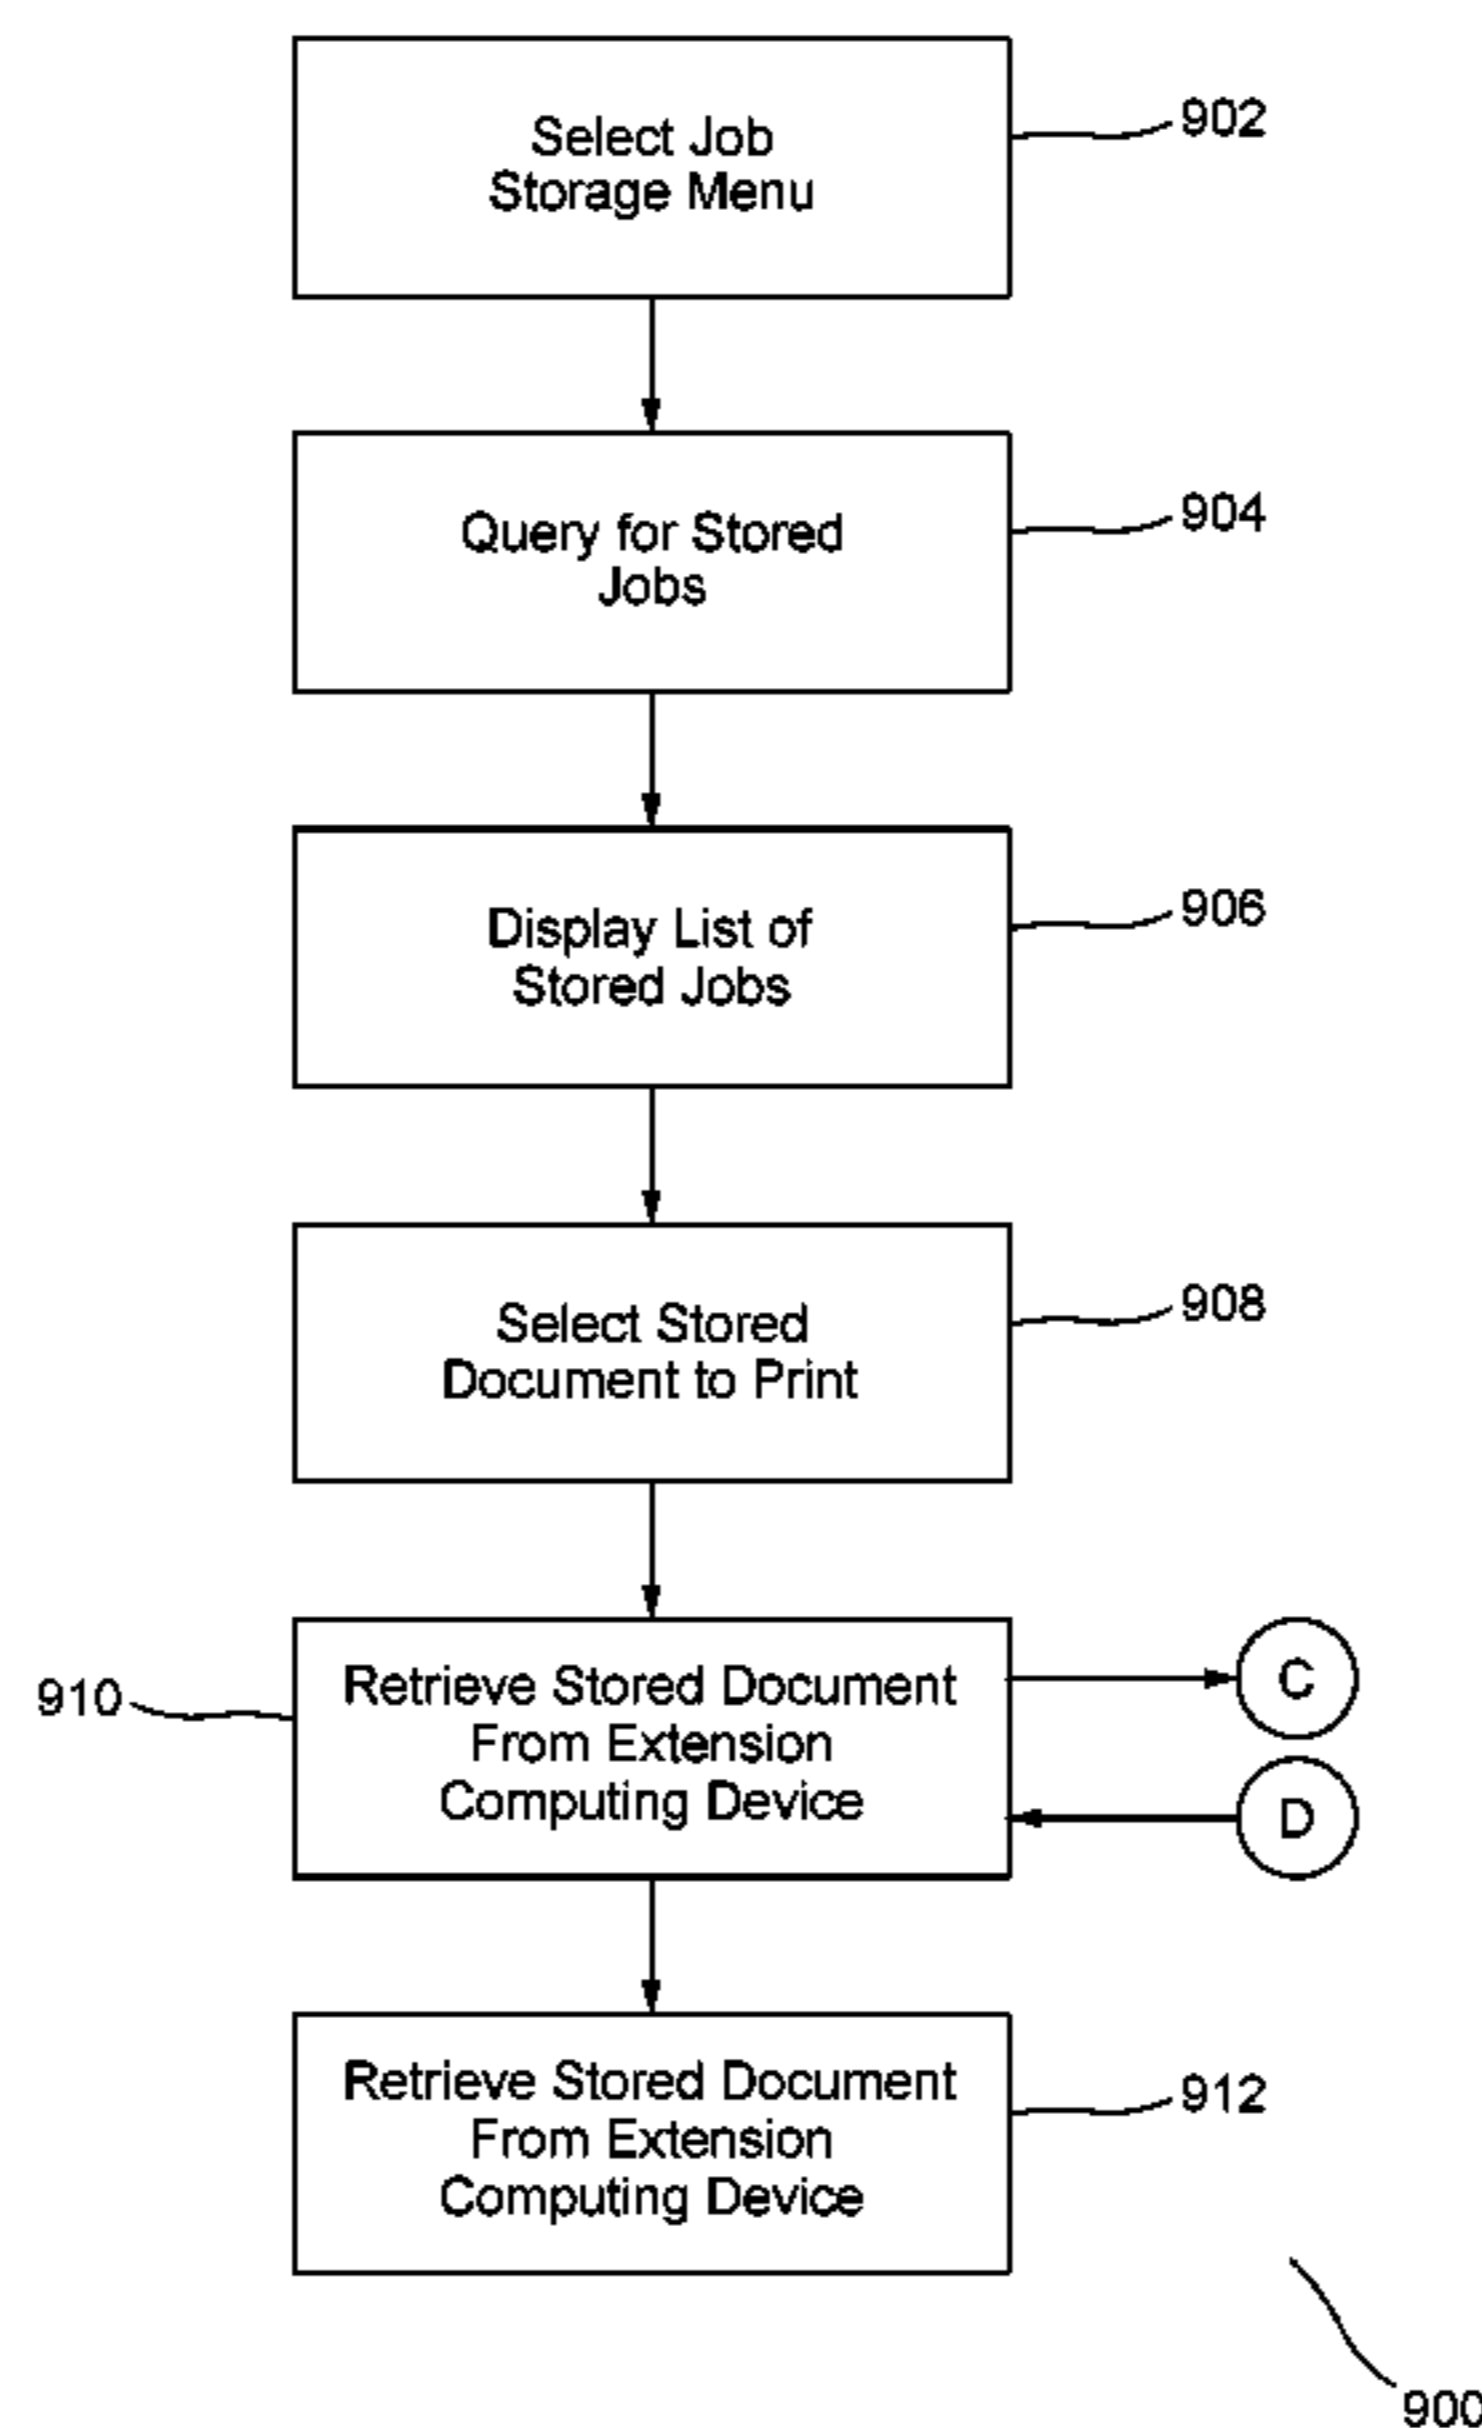 Select Job
Storage Menu
902
Query for Stored
Jobs
904
Display List of
Stored Jobs
906
Select Stored
Document to Print
908
910
Retrieve Stored Document
From Extension
Computing Device
C
D
Retrieve Stored Document
From Extension
Computing Device
912
900